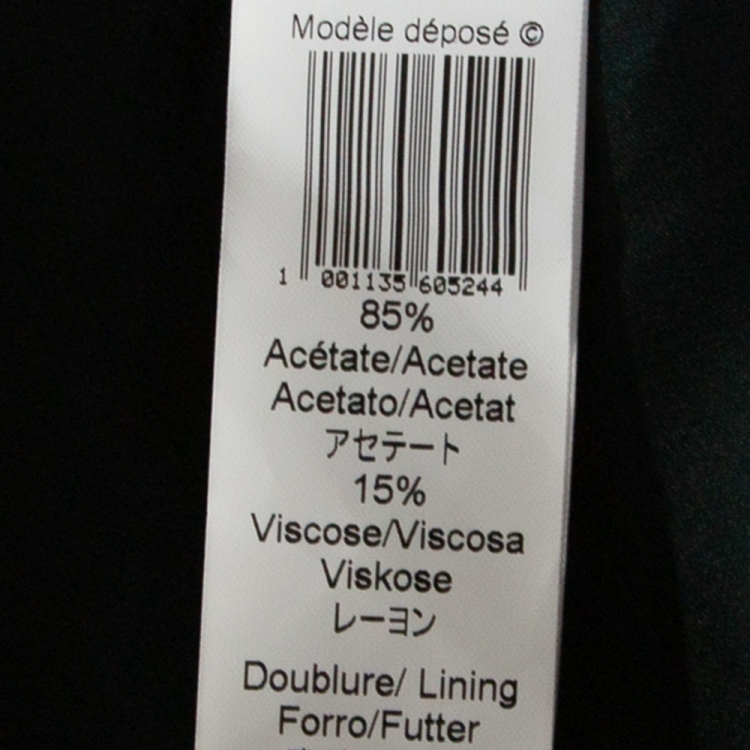 Modèle déposé ©
1 001135 605244
85%
Acétate/Acetate
Acetato/Acetat
アセテート
15%
Viscose/Viscosa
Viskose
レーヨン
Doublure/ Lining
Forro/Futter